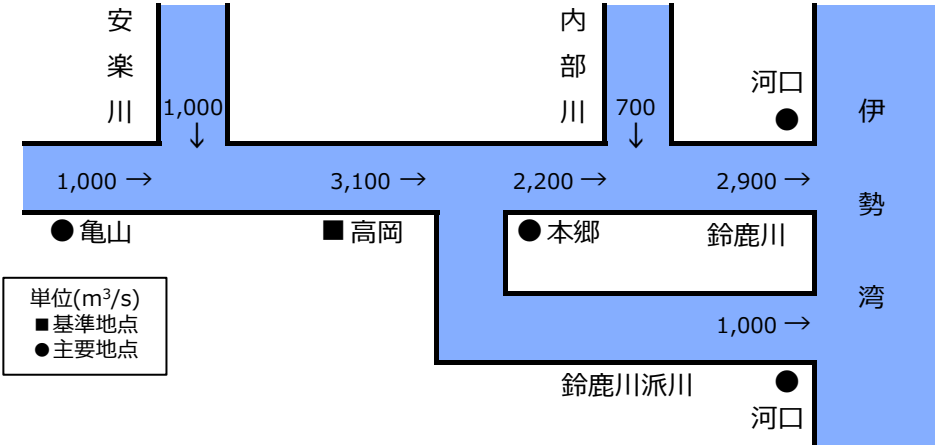 安楽川
内部川
河口
伊勢湾
1,000
↓
700
↓
1,000 →
3,100 →
2,200 →
2,900 →
●亀山
■高岡
●本郷
鈴鹿川
単位(m³/s)
■基準地点
●主要地点
1,000 →
鈴鹿川派川
河口